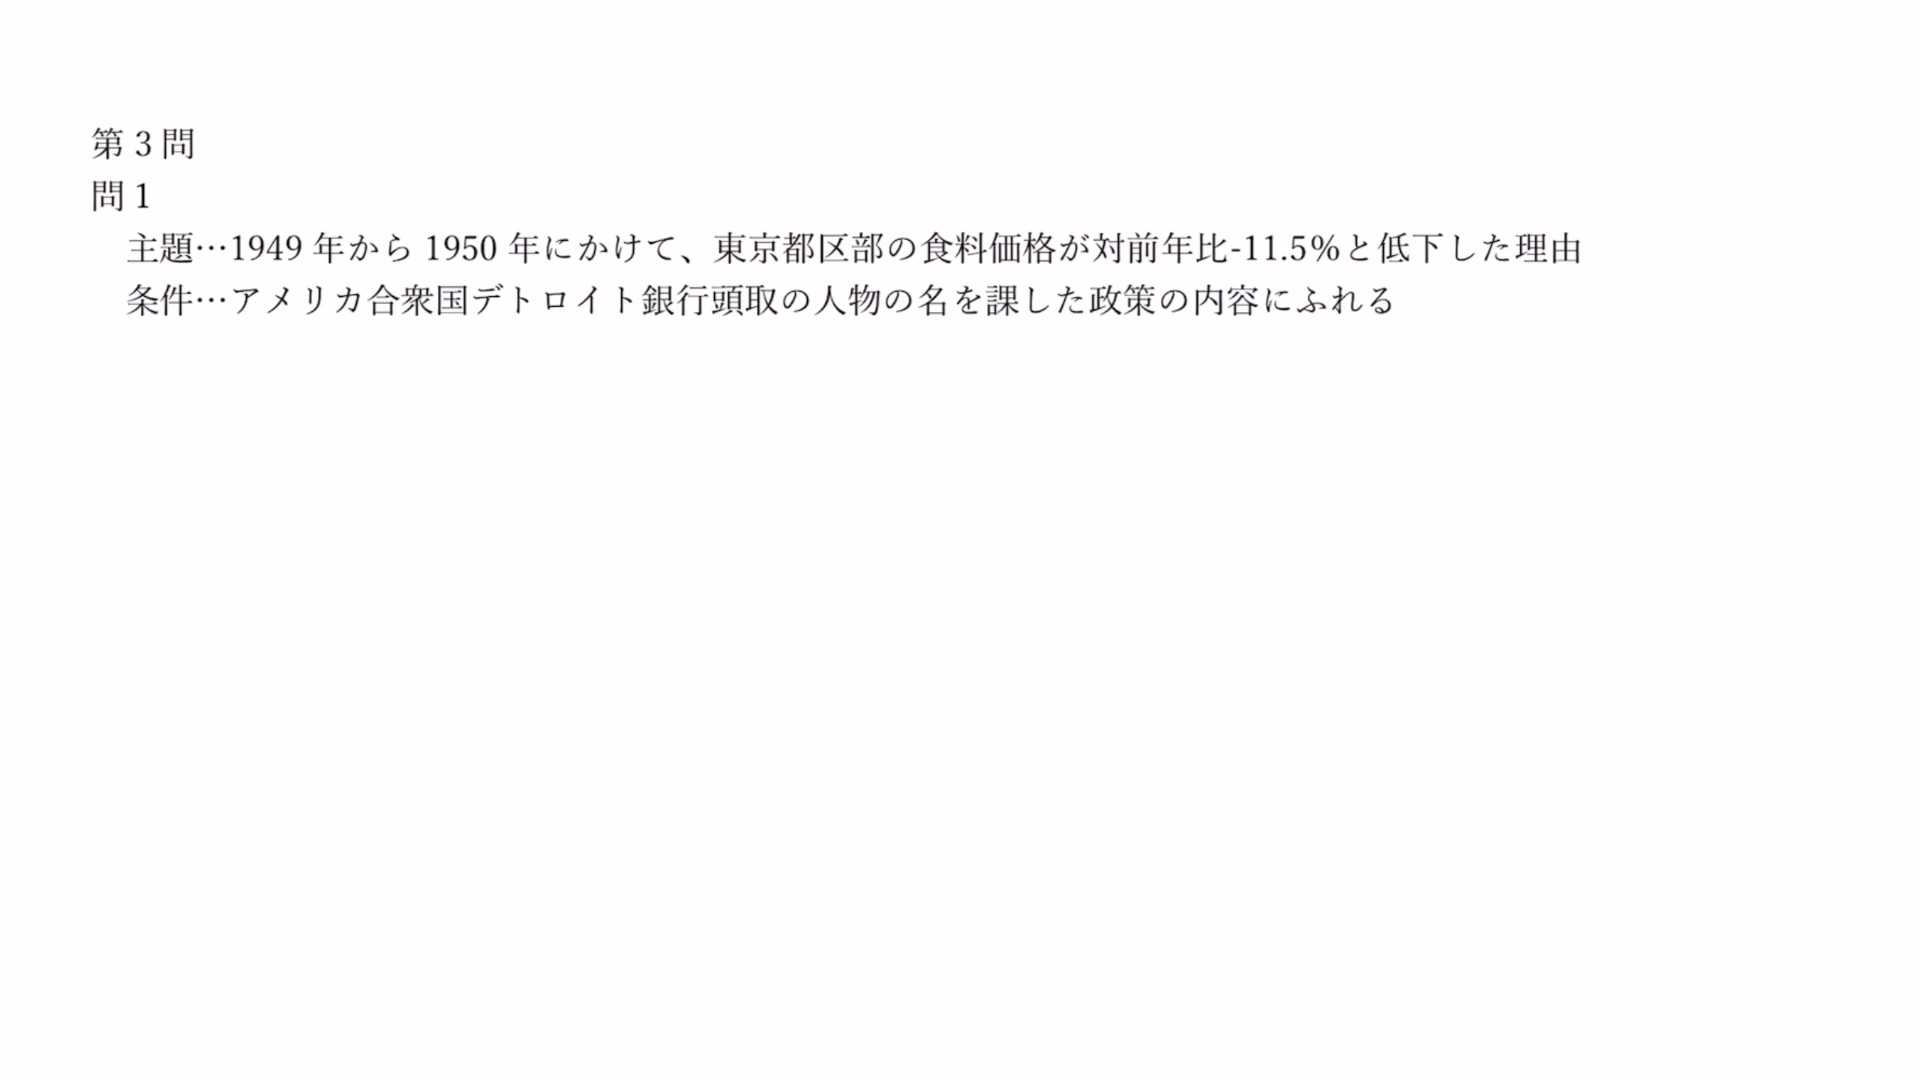 第 3 問
問 1
主題…1949 年から 1950 年にかけて、東京都区部の食料価格が対前年比-11.5%と低下した理由
条件…アメリカ合衆国デトロイト銀行頭取の人物の名を課した政策の内容にふれる